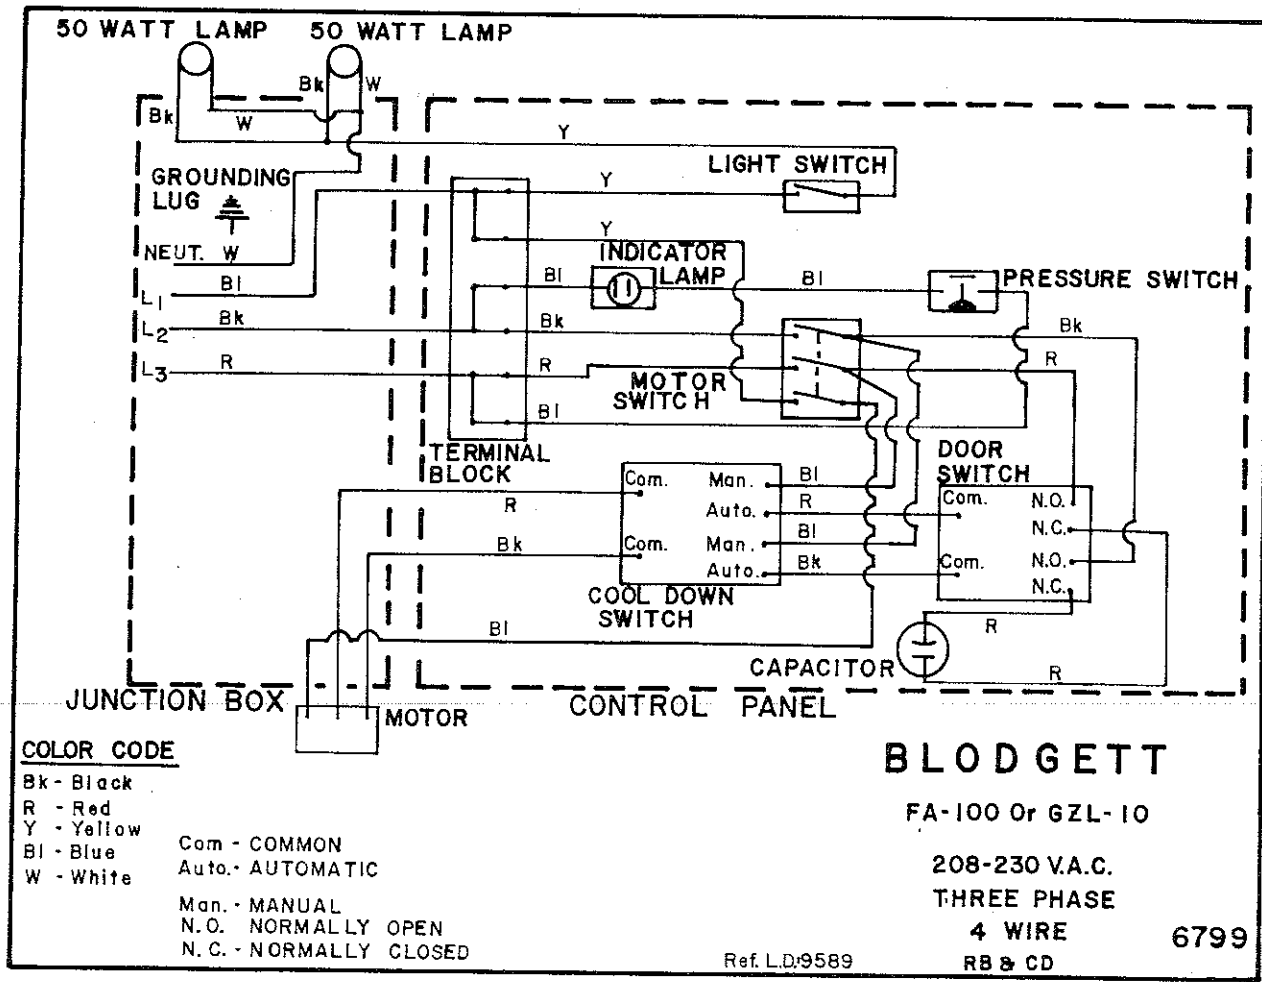 50 WATT LAMP 50 WATT LAMP
Bk W
Bk W
Y
LIGHT SWITCH
GROUNDING
LUG
Y
NEUT. W
Y
INDICATOR
LAMP
Bl
Bl
PRESSURE SWITCH
L1 Bl
L2 Bk
Bk
Bk
L3 R
R
R
MOTOR
SWITCH
Bl
TERMINAL
BLOCK
DOOR
SWITCH
Com. Man. Bl
R
Auto. R
Com. N.O.
N.C.
Bk
Com. Man. Bl
Auto. Bk
Com. N.O.
N.C.
COOL DOWN
SWITCH
Bl
R
CAPACITOR
R
JUNCTION BOX
MOTOR
CONTROL PANEL
COLOR CODE
Bk - Black
R - Red
Y - Yellow
Bl - Blue
W - White
Com - COMMON
Auto. - AUTOMATIC
Man. - MANUAL
N.O. NORMALLY OPEN
N.C. - NORMALLY CLOSED
BLODGETT
FA-100 Or GZL-10
208-230 V.A.C.
THREE PHASE
4 WIRE
RB & CD
6799
Ref. L.D.9589